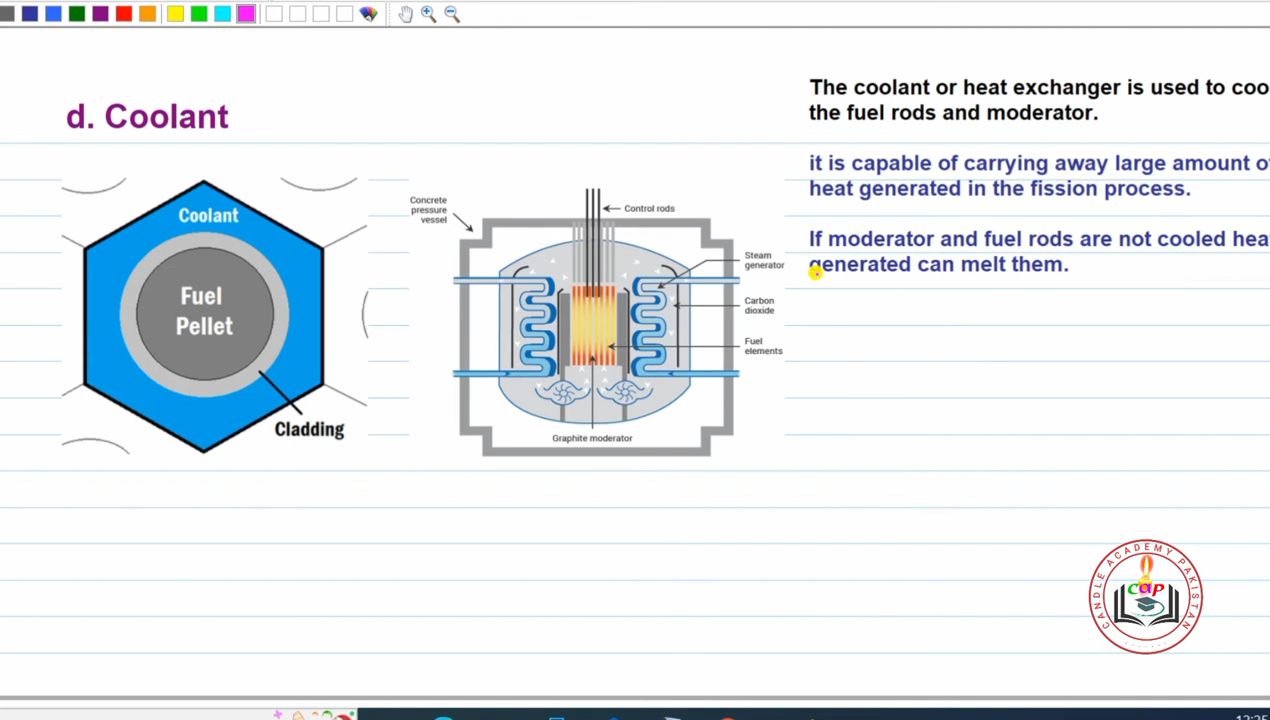 d. Coolant
Coolant
Fuel
Pellet
Cladding
Concrete
pressure
vessel
Control rods
Steam
generator
Carbon
dioxide
Fuel
elements
Graphite moderator
The coolant or heat exchanger is used to coo
the fuel rods and moderator.
it is capable of carrying away large amount o
heat generated in the fission process.
If moderator and fuel rods are not cooled hea
generated can melt them.
CANDLE ACADEMY PAKISTAN
cap